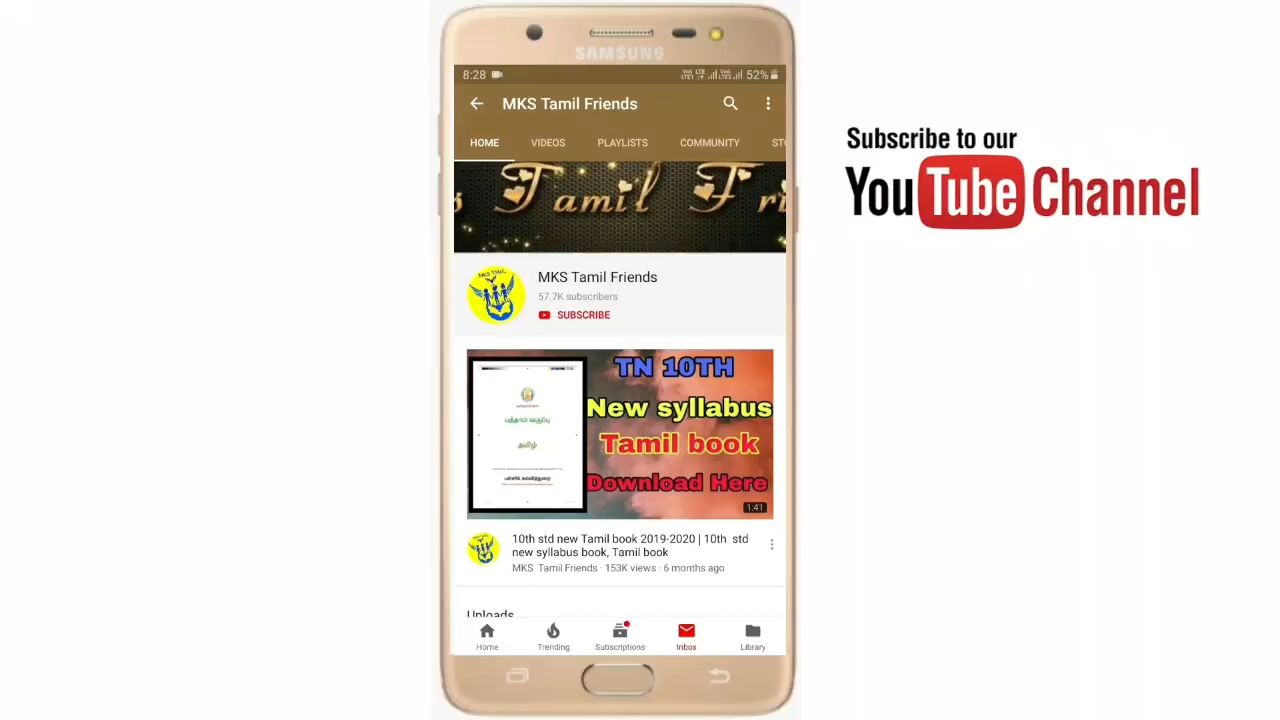 SAMSUNG
8:28
52%
MKS Tamil Friends
HOME
VIDEOS
PLAYLISTS
COMMUNITY
Tamil
MKS Tamil Friends
57.7K subscribers
SUBSCRIBE
TN 10TH
New syllabus
Tamil book
Download Here
பத்தாம் வகுப்பு
தமிழ்
1:41
10th std new Tamil book 2019-2020 | 10th std
new syllabus book, Tamil book
MKS Tamil Friends · 153K views · 6 months ago
Uploads
Home
Trending
Subscriptions
Inbox
Library
Subscribe to our
YouTube Channel